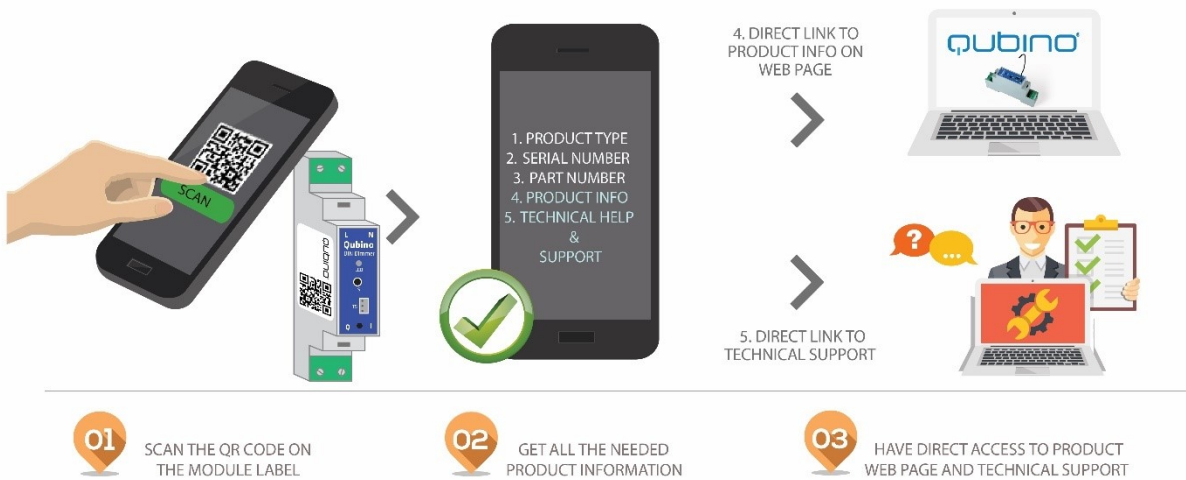 SCAN
L N
Qubino
DIN Dimmer
LED
S
TS
Q I
QUBINO
1. PRODUCT TYPE
2. SERIAL NUMBER
3. PART NUMBER
4. PRODUCT INFO
5. TECHNICAL HELP
&
SUPPORT
4. DIRECT LINK TO
PRODUCT INFO ON
WEB PAGE
QUBINO
?
...
5. DIRECT LINK TO
TECHNICAL SUPPORT
01
SCAN THE QR CODE ON
THE MODULE LABEL
02
GET ALL THE NEEDED
PRODUCT INFORMATION
03
HAVE DIRECT ACCESS TO PRODUCT
WEB PAGE AND TECHNICAL SUPPORT